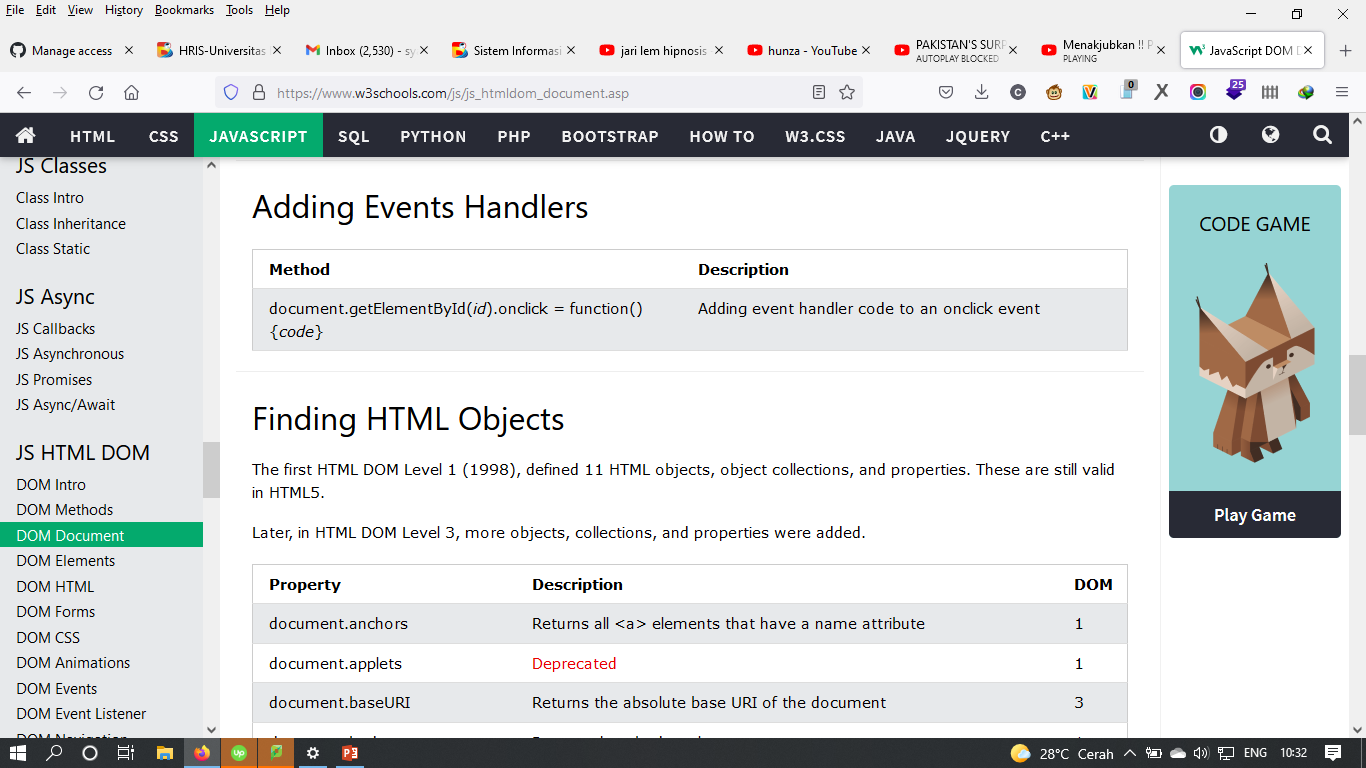 File Edit View History Bookmarks Tools Help
Manage access
HRIS-Universitas
Inbox (2,530) - sy
Sistem Informasi
jari lem hipnosis
hunza - YouTube
PAKISTAN'S SURF
AUTOPLAY BLOCKED
Menakjubkan !! P
PLAYING
JavaScript DOM D
https://www.w3schools.com/js/js_htmldom_document.asp
0
25
HTML CSS JAVASCRIPT SQL PYTHON PHP BOOTSTRAP HOW TO W3.CSS JAVA JQUERY C++
JS Classes
Class Intro
Class Inheritance
Class Static
JS Async
JS Callbacks
JS Asynchronous
JS Promises
JS Async/Await
JS HTML DOM
DOM Intro
DOM Methods
DOM Document
DOM Elements
DOM HTML
DOM Forms
DOM CSS
DOM Animations
DOM Events
DOM Event Listener
DOM Navigation
Adding Events Handlers
Method Description
document.getElementById(id).onclick = function() Adding event handler code to an onclick event
{code}
Finding HTML Objects
The first HTML DOM Level 1 (1998), defined 11 HTML objects, object collections, and properties. These are still valid
in HTML5.
Later, in HTML DOM Level 3, more objects, collections, and properties were added.
Property Description DOM
document.anchors Returns all <a> elements that have a name attribute 1
document.applets Deprecated 1
document.baseURI Returns the absolute base URI of the document 3
CODE GAME
Play Game
28°C Cerah
ENG
10:32